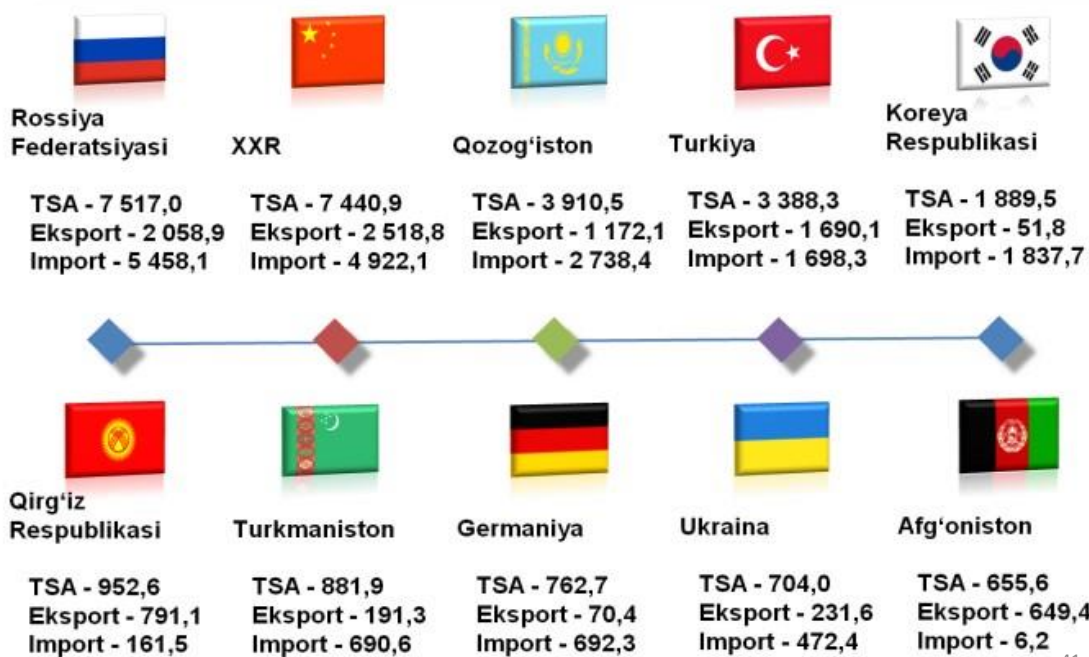 Rossiya
Federatsiyasi
TSA - 7 517,0
Eksport - 2 058,9
Import - 5 458,1
XXR
TSA - 7 440,9
Eksport - 2 518,8
Import - 4 922,1
Qozog‘iston
TSA - 3 910,5
Eksport - 1 172,1
Import - 2 738,4
Turkiya
TSA - 3 388,3
Eksport - 1 690,1
Import - 1 698,3
Koreya
Respublikasi
TSA - 1 889,5
Eksport - 51,8
Import - 1 837,7
Qirg‘iz
Respublikasi
TSA - 952,6
Eksport - 791,1
Import - 161,5
Turkmaniston
TSA - 881,9
Eksport - 191,3
Import - 690,6
Germaniya
TSA - 762,7
Eksport - 70,4
Import - 692,3
Ukraina
TSA - 704,0
Eksport - 231,6
Import - 472,4
Afg‘oniston
TSA - 655,6
Eksport - 649,4
Import - 6,2